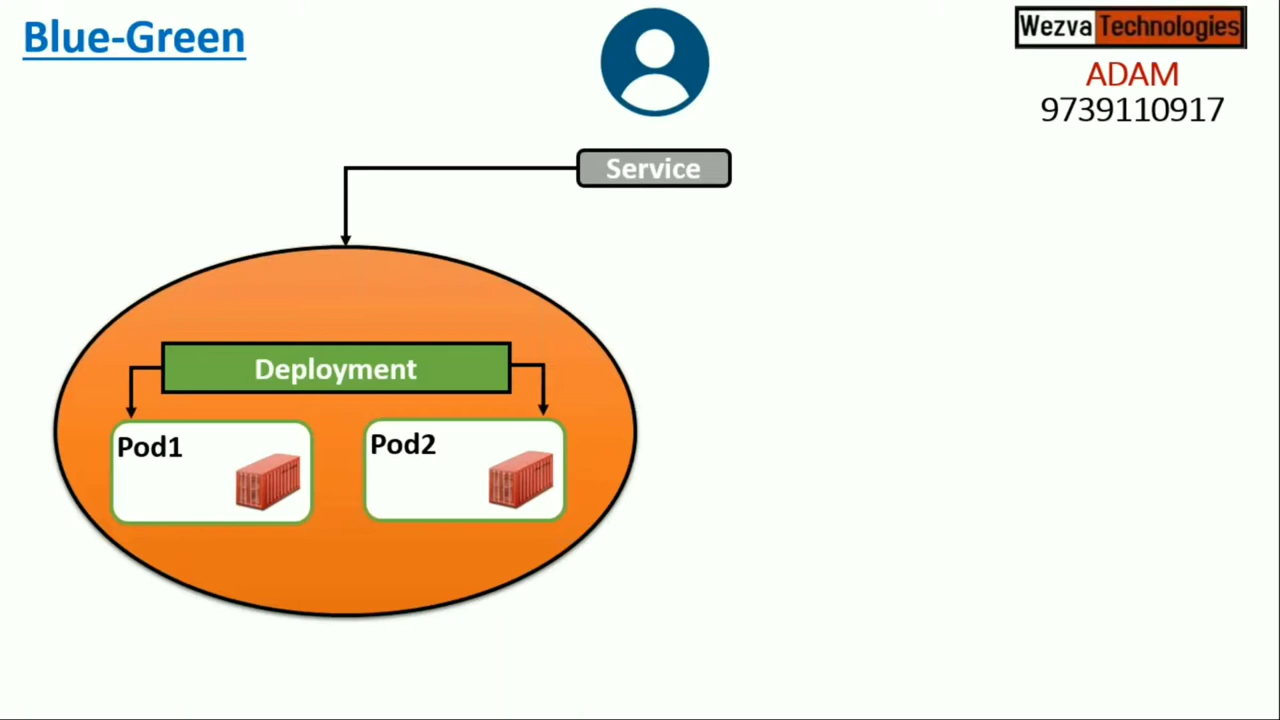 Blue-Green
Wezva Technologies
ADAM
9739110917
Service
Deployment
Pod1
Pod2